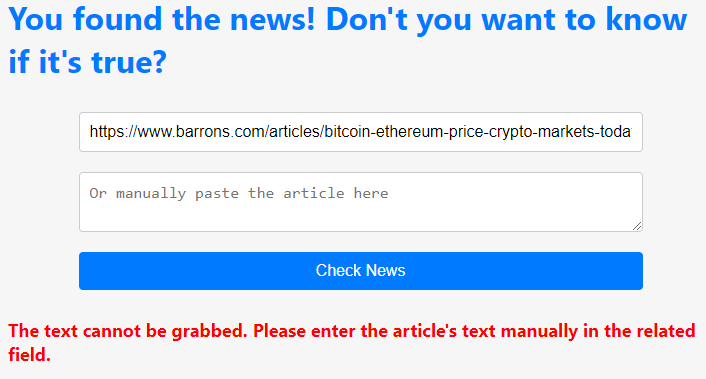 You found the news! Don't you want to know
if it's true?
https://www.barrons.com/articles/bitcoin-ethereum-price-crypto-markets-toda
Or manually paste the article here
Check News
The text cannot be grabbed. Please enter the article's text manually in the related
field.